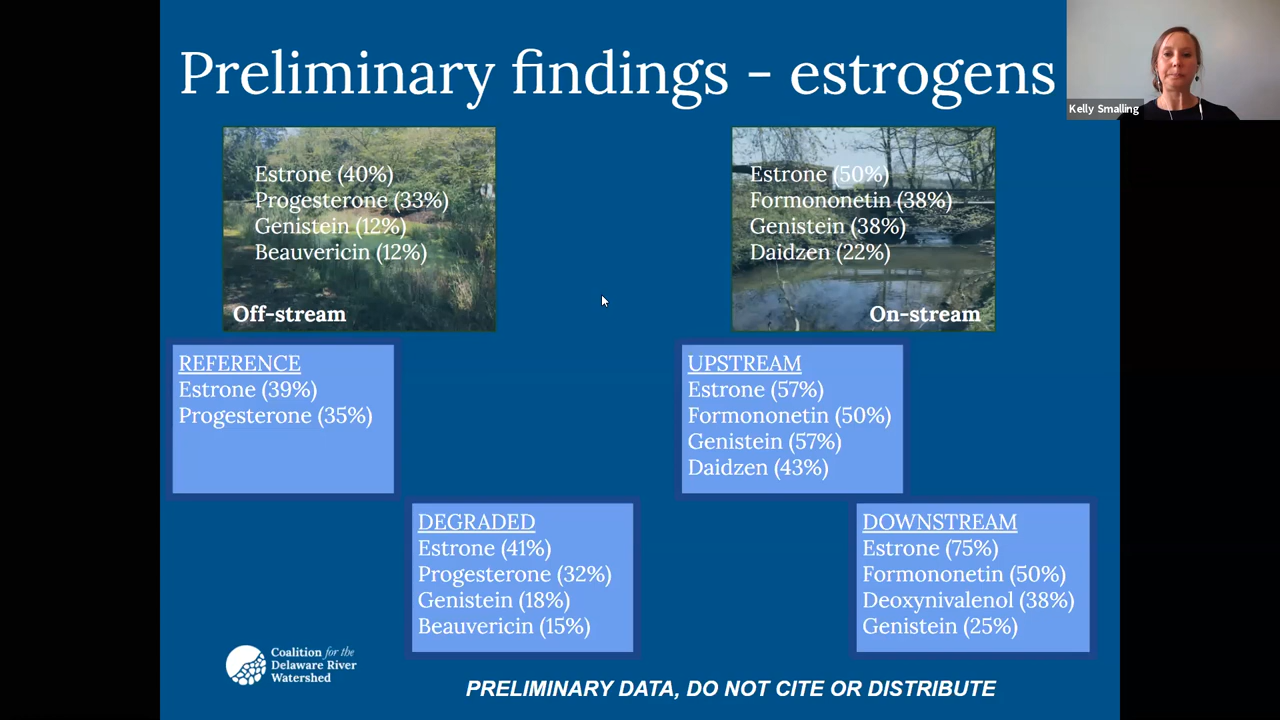 Preliminary findings - estrogens
Kelly Smalling
Estrone (40%)
Progesterone (33%)
Genistein (12%)
Beauvericin (12%)
Off-stream
Estrone (50%)
Formononetin (38%)
Genistein (38%)
Daidzen (22%)
On-stream
REFERENCE
Estrone (39%)
Progesterone (35%)
UPSTREAM
Estrone (57%)
Formononetin (50%)
Genistein (57%)
Daidzen (43%)
DEGRADED
Estrone (41%)
Progesterone (32%)
Genistein (18%)
Beauvericin (15%)
DOWNSTREAM
Estrone (75%)
Formononetin (50%)
Deoxynivalenol (38%)
Genistein (25%)
Coalition for the
Delaware River
Watershed
PRELIMINARY DATA, DO NOT CITE OR DISTRIBUTE